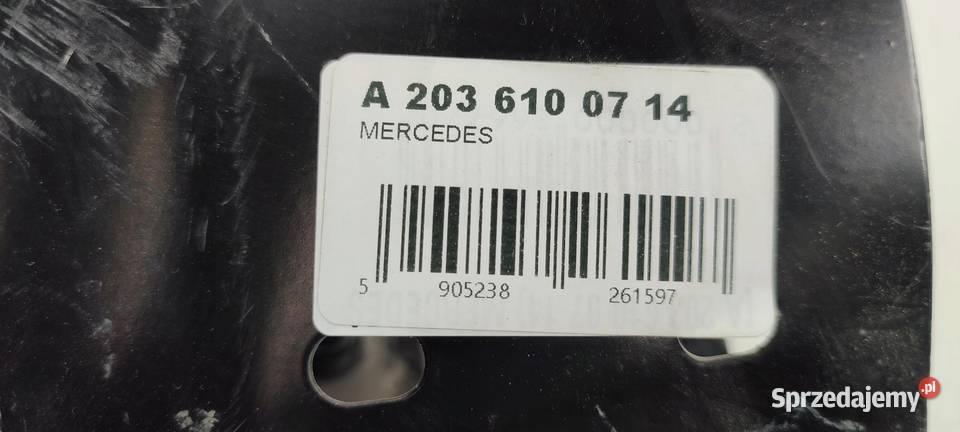 A 203 610 07 14
MERCEDES
5 905238 261597
Sprzedajemy.pl